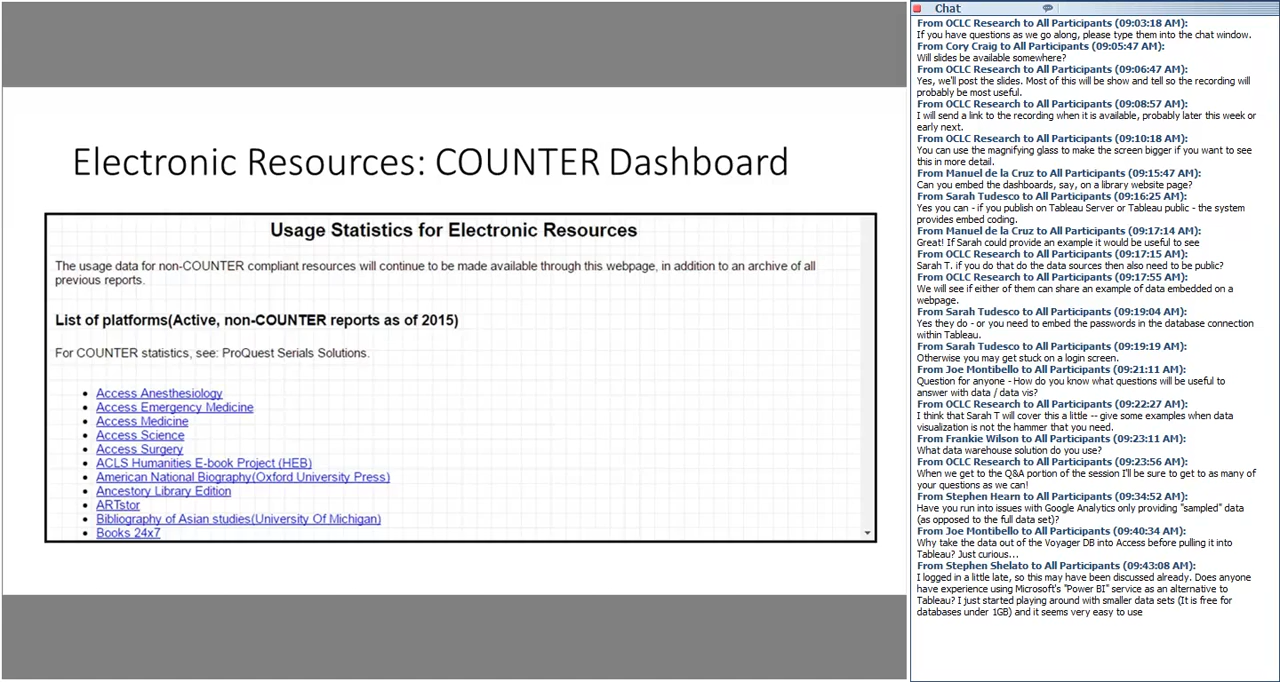 Electronic Resources: COUNTER Dashboard
Usage Statistics for Electronic Resources
The usage data for non-COUNTER compliant resources will continue to be made available through this webpage, in addition to an archive of all
previous reports.
List of platforms(Active, non-COUNTER reports as of 2015)
For COUNTER statistics, see: ProQuest Serials Solutions.
Access Anesthesiology
Access Emergency Medicine
Access Medicine
Access Science
Access Surgery
ACLS Humanities E-book Project (HEB)
American National Biography(Oxford University Press)
Ancestory Library Edition
ARTstor
Bibliography of Asian studies(University Of Michigan)
Books 24x7
Chat
From OCLC Research to All Participants (09:03:18 AM):
If you have questions as we go along, please type them into the chat window.
From Cory Craig to All Participants (09:05:47 AM):
Will slides be available somewhere?
From OCLC Research to All Participants (09:06:47 AM):
Yes, we'll post the slides. Most of this will be show and tell so the recording will
probably be most useful.
From OCLC Research to All Participants (09:08:57 AM):
I will send a link to the recording when it is available, probably later this week or
early next.
From OCLC Research to All Participants (09:10:18 AM):
You can use the magnifying glass to make the screen bigger if you want to see
this in more detail.
From Manuel de la Cruz to All Participants (09:15:47 AM):
Can you embed the dashboards, say, on a library website page?
From Sarah Tudesco to All Participants (09:16:25 AM):
Yes you can - if you publish on Tableau Server or Tableau public - the system
provides embed coding.
From Manuel de la Cruz to All Participants (09:17:14 AM):
Great! If Sarah could provide an example it would be useful to see
From OCLC Research to All Participants (09:17:15 AM):
Sarah T. if you do that do the data sources then also need to be public?
From OCLC Research to All Participants (09:17:55 AM):
We will see if either of them can share an example of data embedded on a
webpage.
From Sarah Tudesco to All Participants (09:19:04 AM):
Yes they do - or you need to embed the passwords in the database connection
within Tableau.
From Sarah Tudesco to All Participants (09:19:19 AM):
Otherwise you may get stuck on a login screen.
From Joe Montibello to All Participants (09:21:11 AM):
Question for anyone - How do you know what questions will be useful to
answer with data / data vis?
From OCLC Research to All Participants (09:22:27 AM):
I think that Sarah T will cover this a little -- give some examples when data
visualization is not the hammer that you need.
From Frankie Wilson to All Participants (09:23:11 AM):
What data warehouse solution do you use?
From OCLC Research to All Participants (09:23:56 AM):
When we get to the Q&A portion of the session I'll be sure to get to as many of
your questions as we can!
From Stephen Hearn to All Participants (09:34:52 AM):
Have you run into issues with Google Analytics only providing "sampled" data
(as opposed to the full data set)?
From Joe Montibello to All Participants (09:40:34 AM):
Why take the data out of the Voyager DB into Access before pulling it into
Tableau? Just curious...
From Stephen Shelato to All Participants (09:43:08 AM):
I logged in a little late, so this may have been discussed already. Does anyone
have experience using Microsoft's "Power BI" service as an alternative to
Tableau? I just started playing around with smaller data sets (It is free for
databases under 1GB) and it seems very easy to use